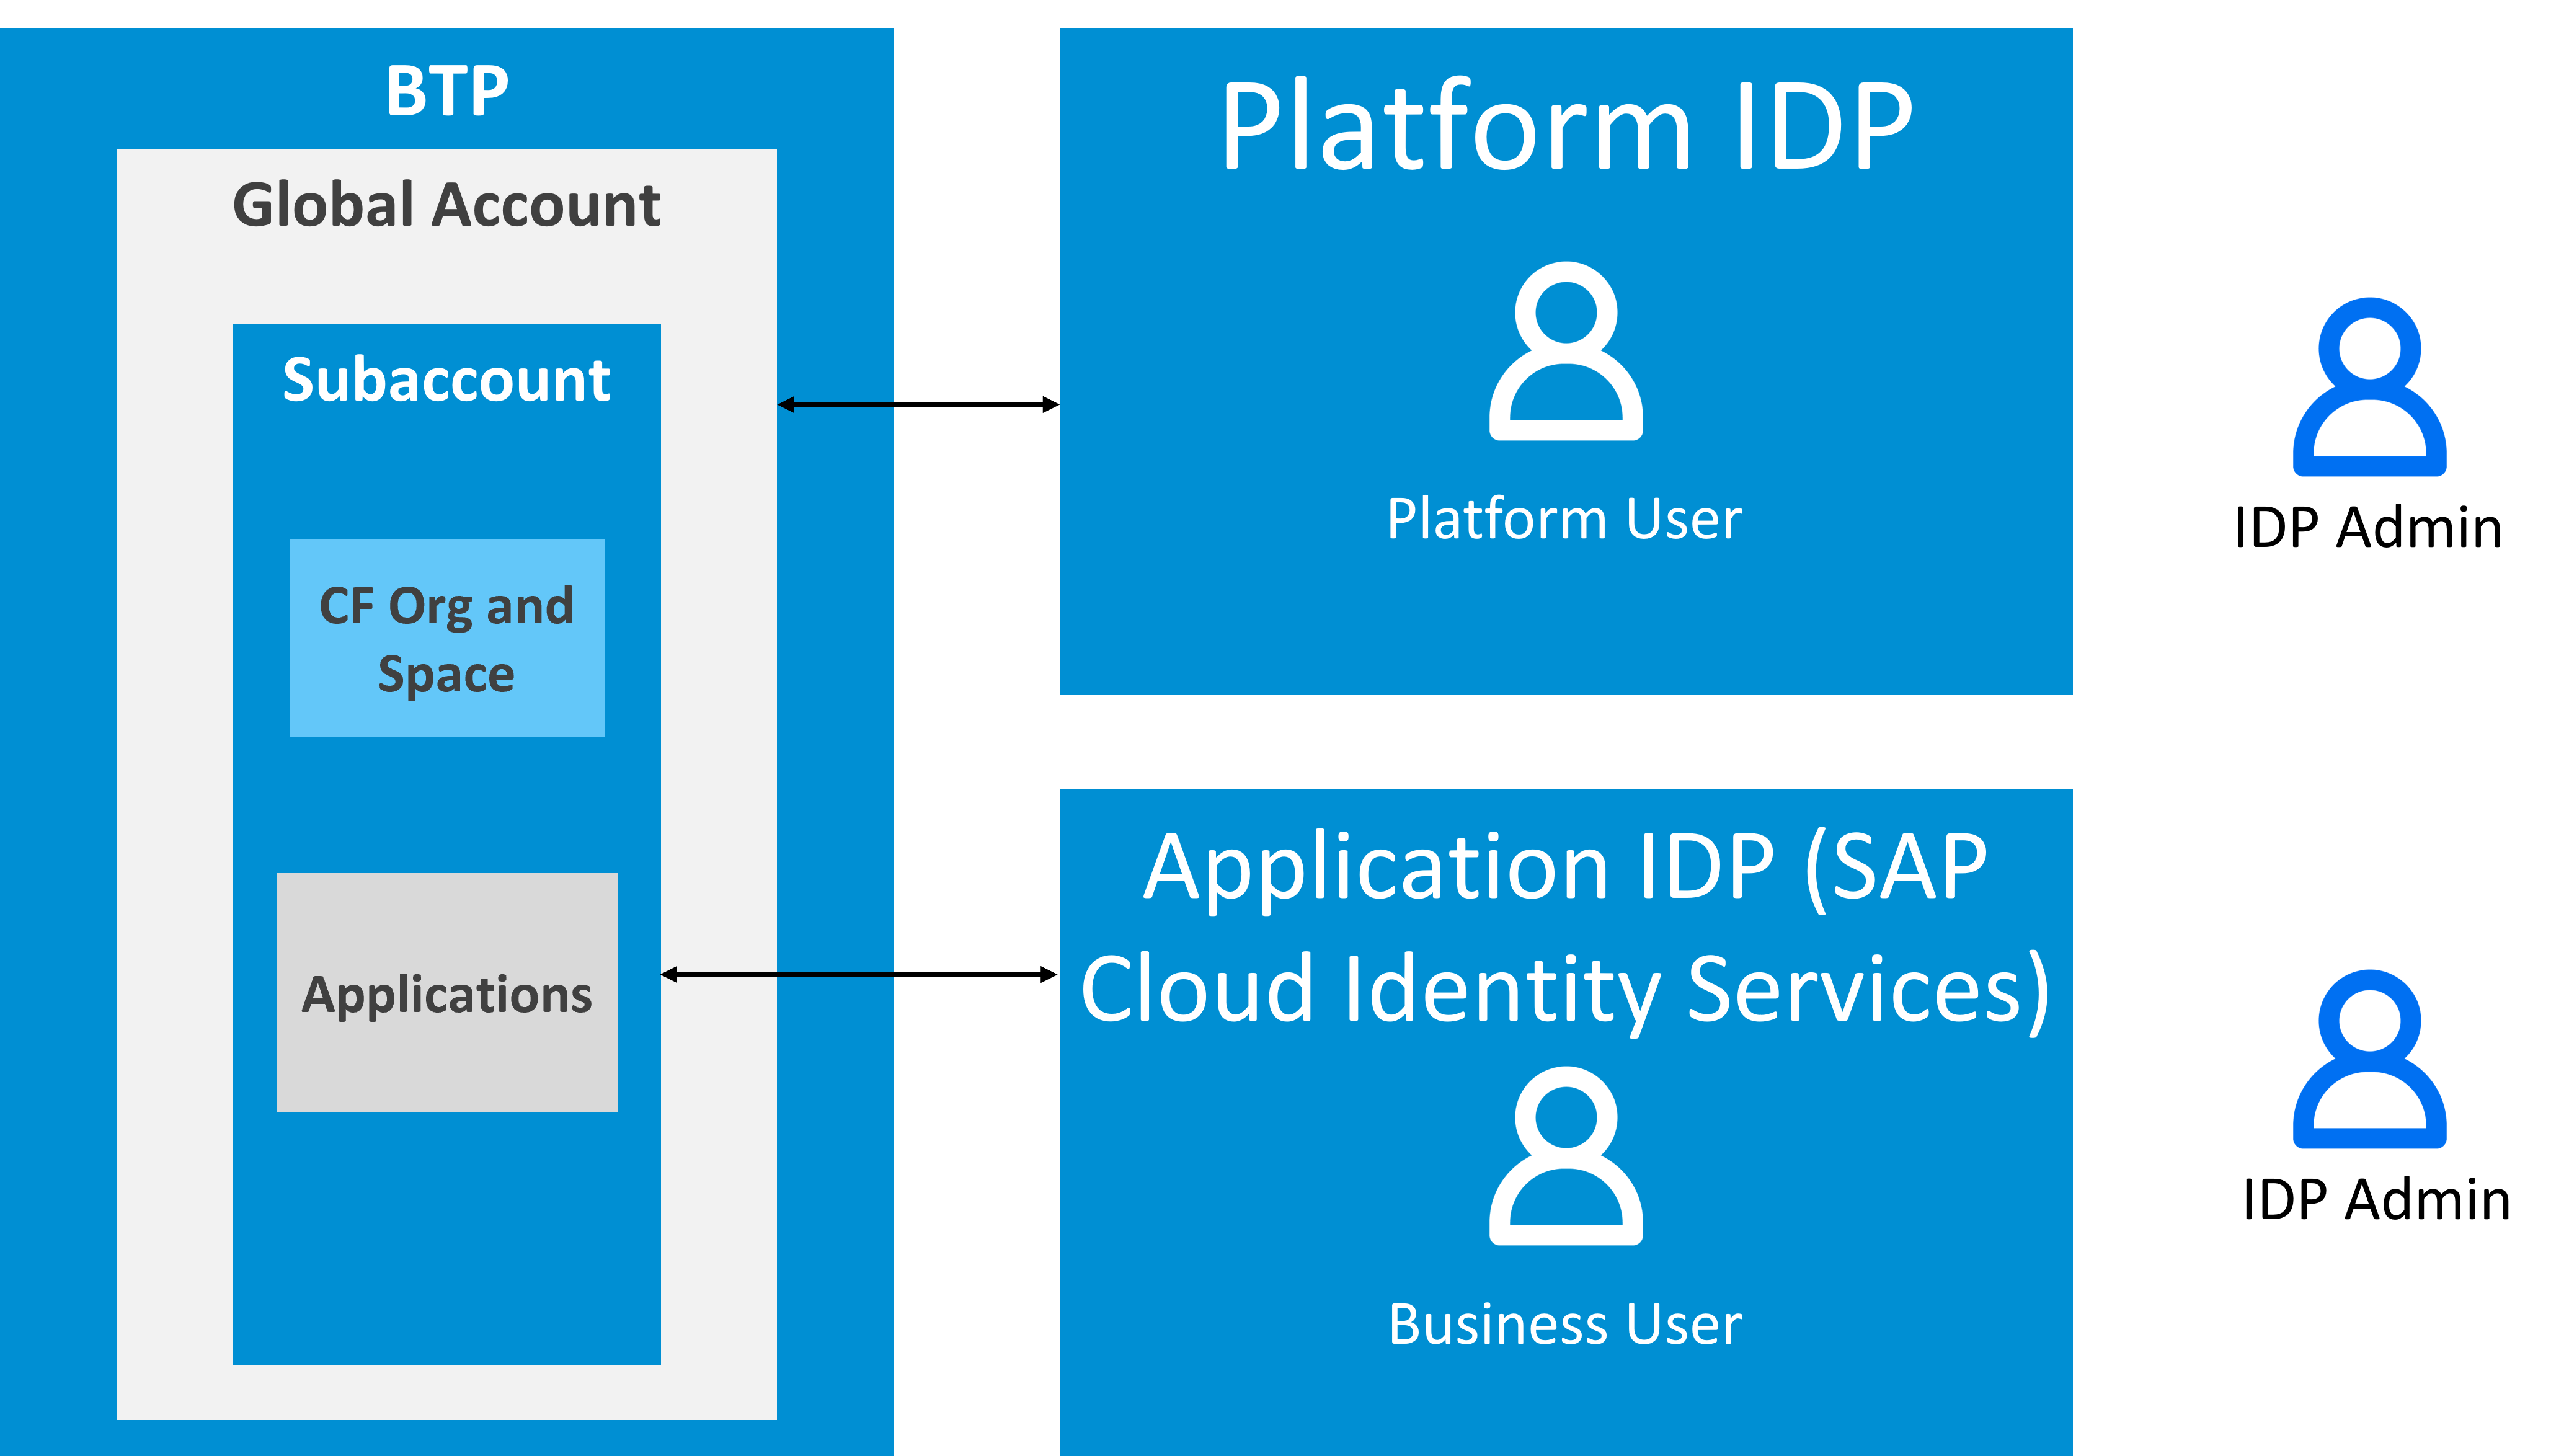 BTP
Global Account
Subaccount
CF Org and
Space
Applications
Platform IDP
Platform User
IDP Admin
Application IDP (SAP
Cloud Identity Services)
Business User
IDP Admin